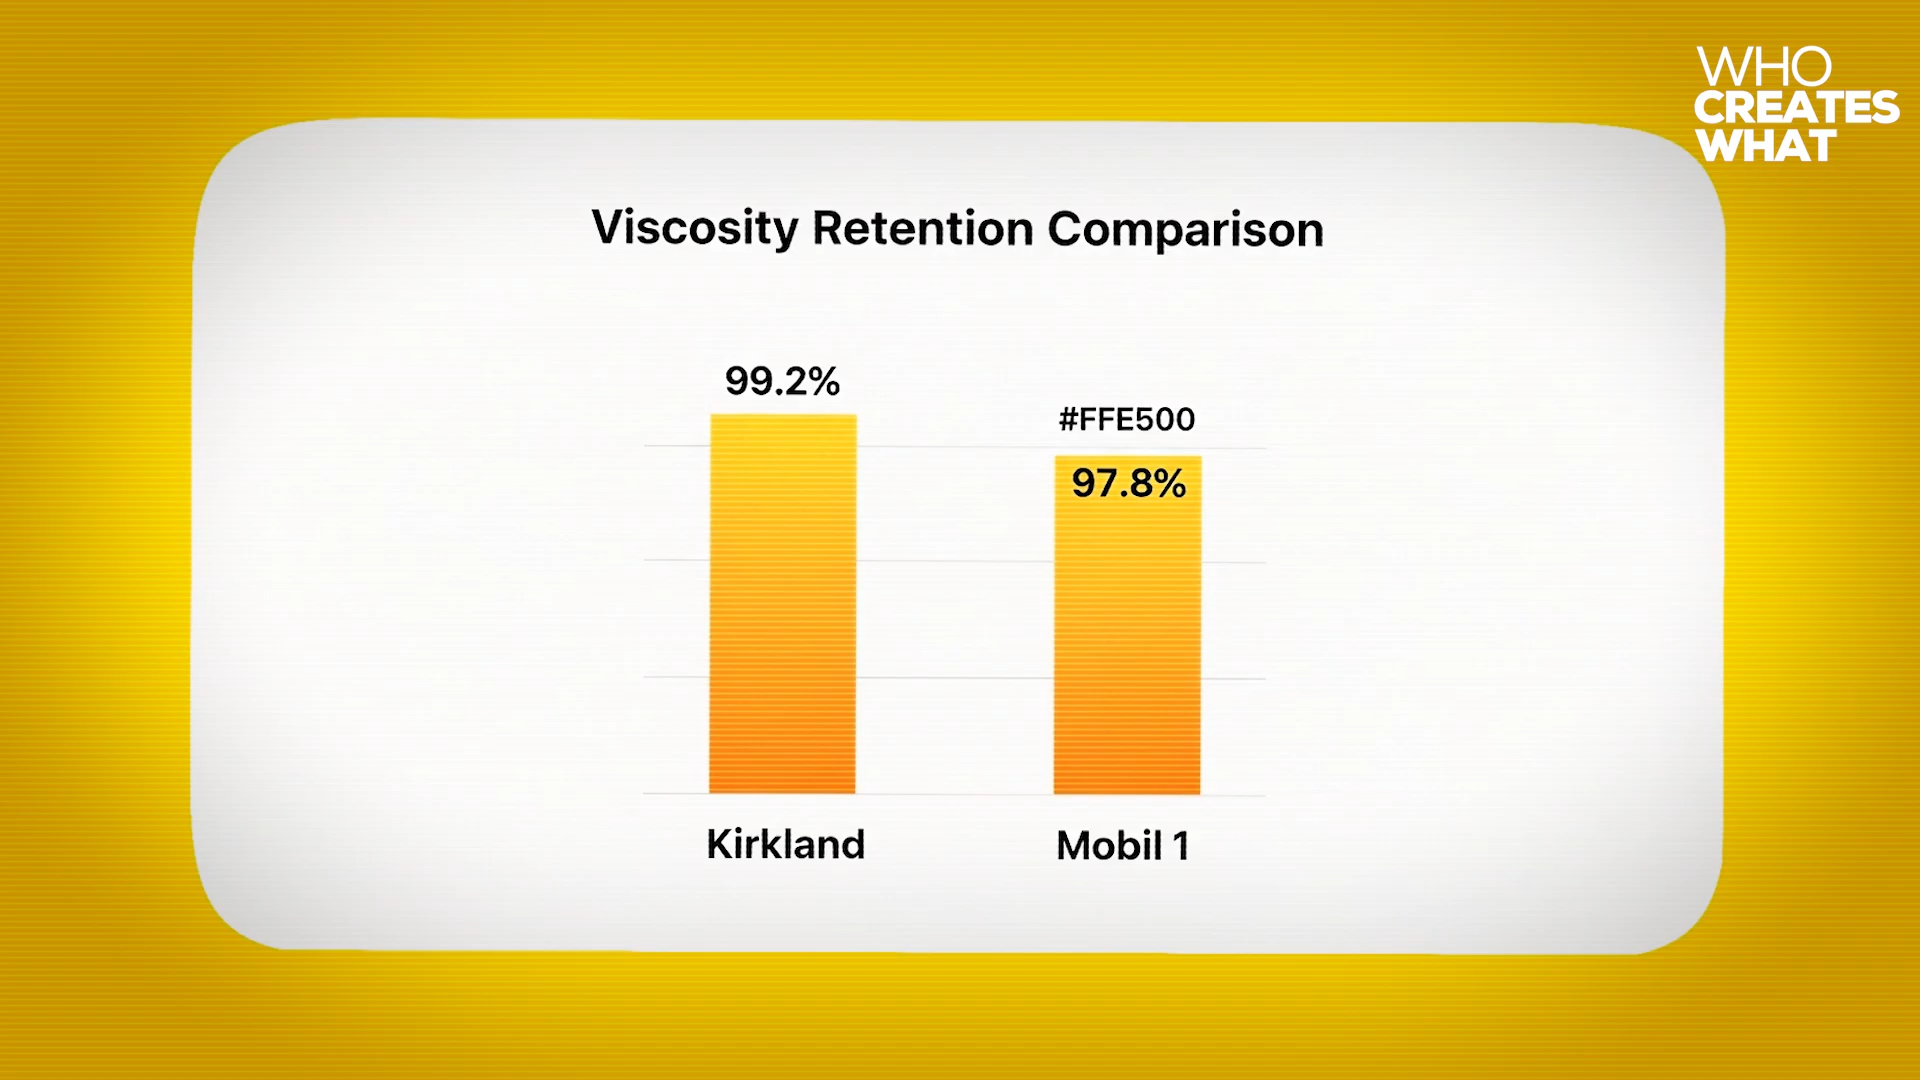 WHO
CREATES
WHAT
Viscosity Retention Comparison
99.2%
#FFE500
97.8%
Kirkland
Mobil 1